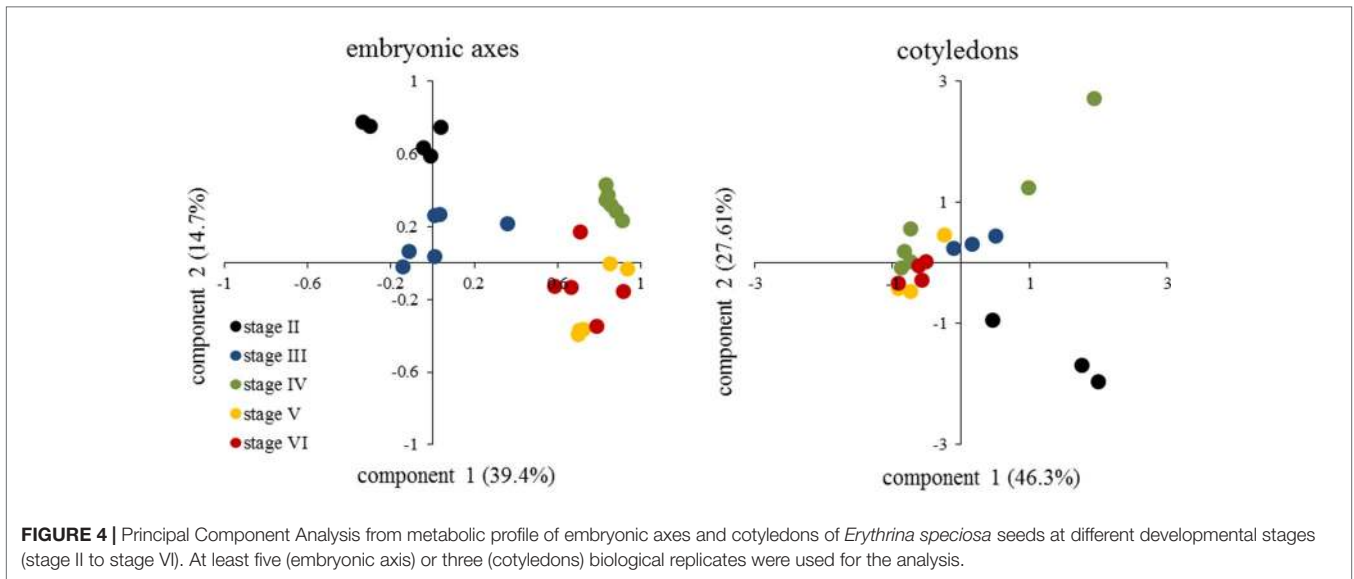 embryonic axes
1
0.6
0.2
-1 -0.6 -0.2 0.2 0.6 1
-0.2
-0.6
-1
component 2 (14.7%)
component 1 (39.4%)
stage II
stage III
stage IV
stage V
stage VI
cotyledons
3
1
-3 -1 1 3
-1
-3
component 2 (27.61%)
component 1 (46.3%)
FIGURE 4 | Principal Component Analysis from metabolic profile of embryonic axes and cotyledons of Erythrina speciosa seeds at different developmental stages
(stage II to stage VI). At least five (embryonic axis) or three (cotyledons) biological replicates were used for the analysis.